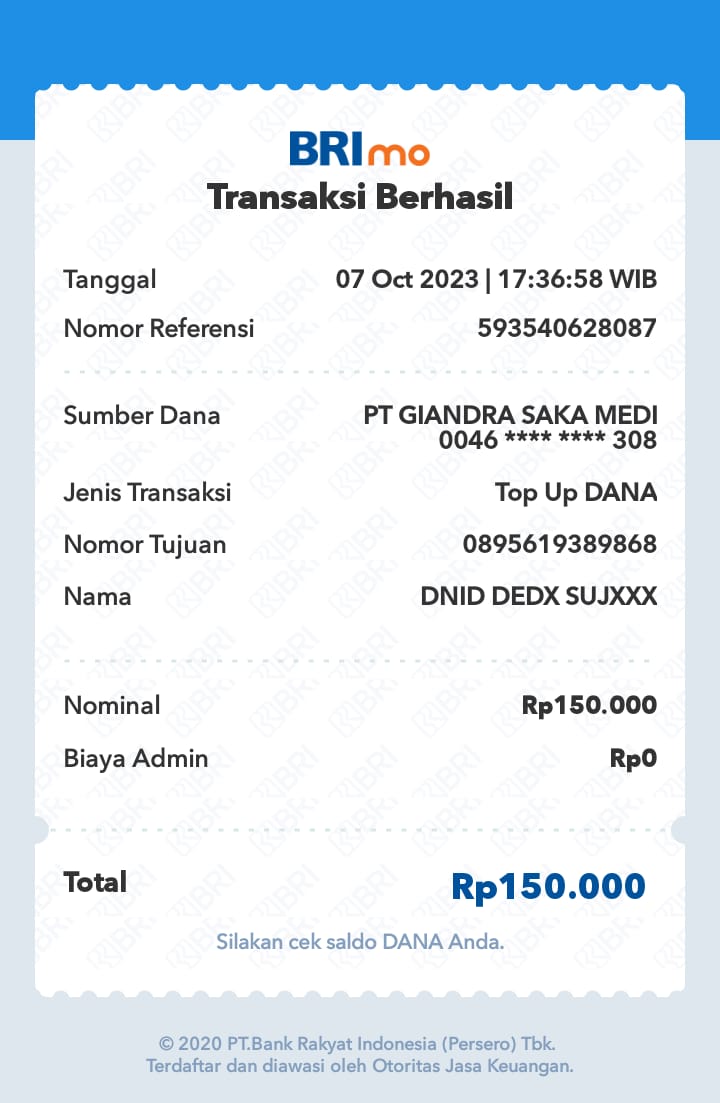 BRImo
Transaksi Berhasil
Tanggal 07 Oct 2023 | 17:36:58 WIB
Nomor Referensi 593540628087
Sumber Dana PT GIANDRA SAKA MEDI
0046 **** **** 308
Jenis Transaksi Top Up DANA
Nomor Tujuan 0895619389868
Nama DNID DEDX SUJXXX
Nominal Rp150.000
Biaya Admin Rp0
Total Rp150.000
Silakan cek saldo DANA Anda.
© 2020 PT.Bank Rakyat Indonesia (Persero) Tbk.
Terdaftar dan diawasi oleh Otoritas Jasa Keuangan.